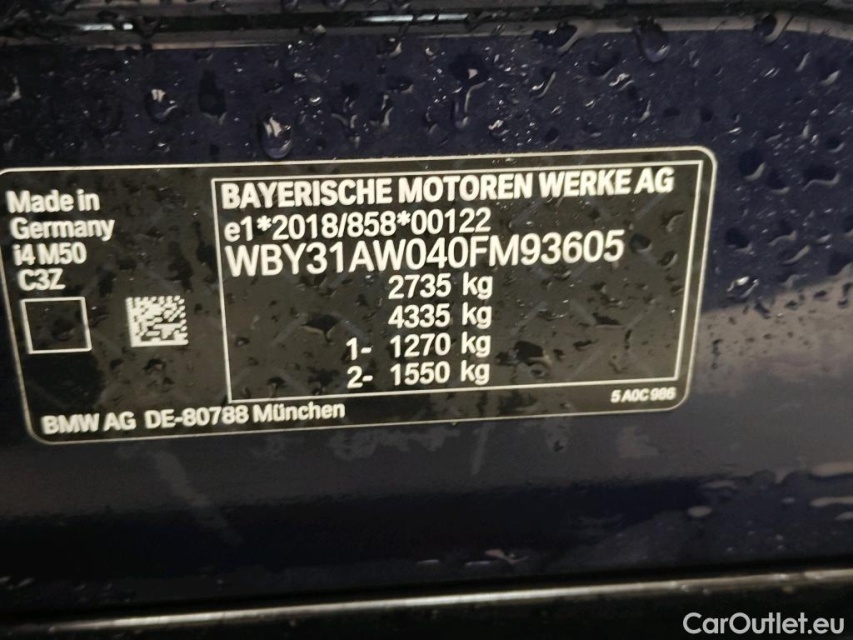 Made in
Germany
i4 M50
C3Z
BAYERISCHE MOTOREN WERKE AG
e1*2018/858*00122
WBY31AW040FM93605
2735 kg
4335 kg
1- 1270 kg
2- 1550 kg
5 A0C 986
BMW AG DE-80788 München
CarOutlet.eu